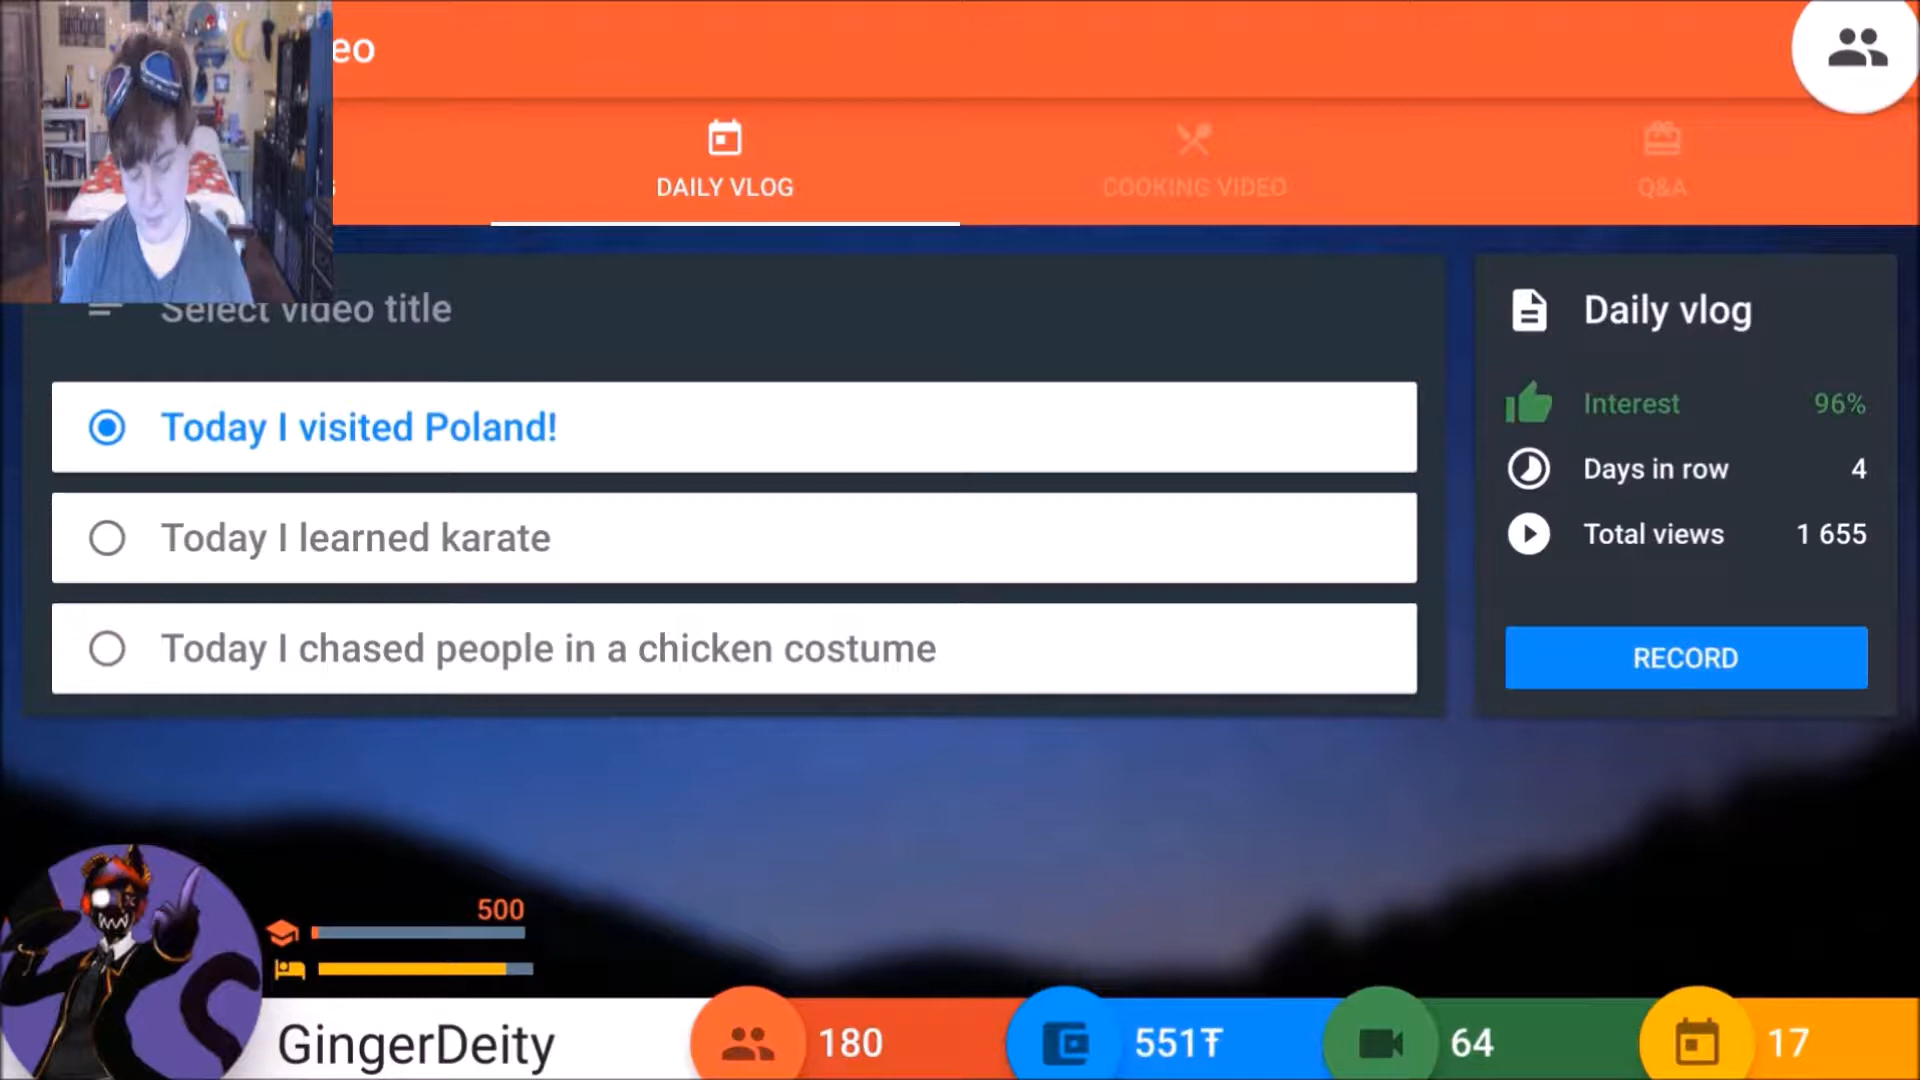 eo
DAILY VLOG
COOKING VIDEO
Q&A
Select video title
Today I visited Poland!
Today I learned karate
Today I chased people in a chicken costume
Daily vlog
Interest 96%
Days in row 4
Total views 1 655
RECORD
500
GingerDeity
180
551Ŧ
64
17